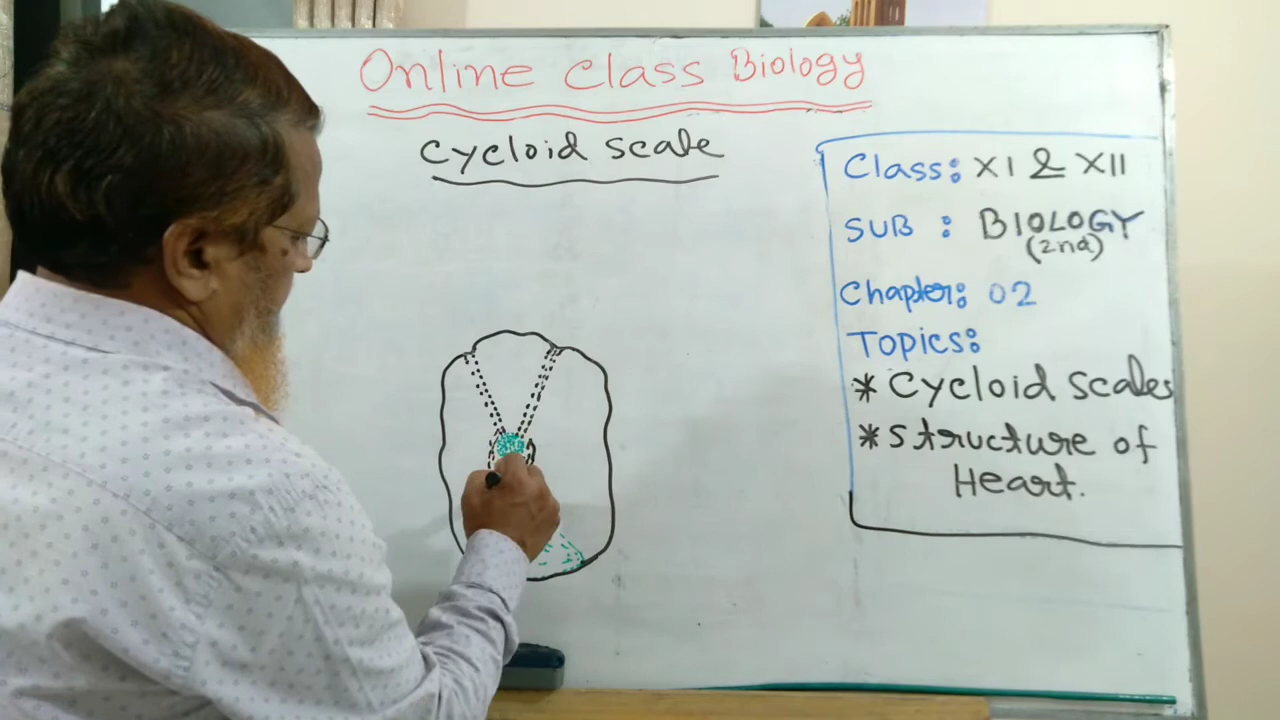 Online Class Biology
Cycloid scale
Class: XI & XII
SUB : BIOLOGY
(2nd)
Chapter: 02
Topics:
* Cycloid Scales
* Structure of
Heart.